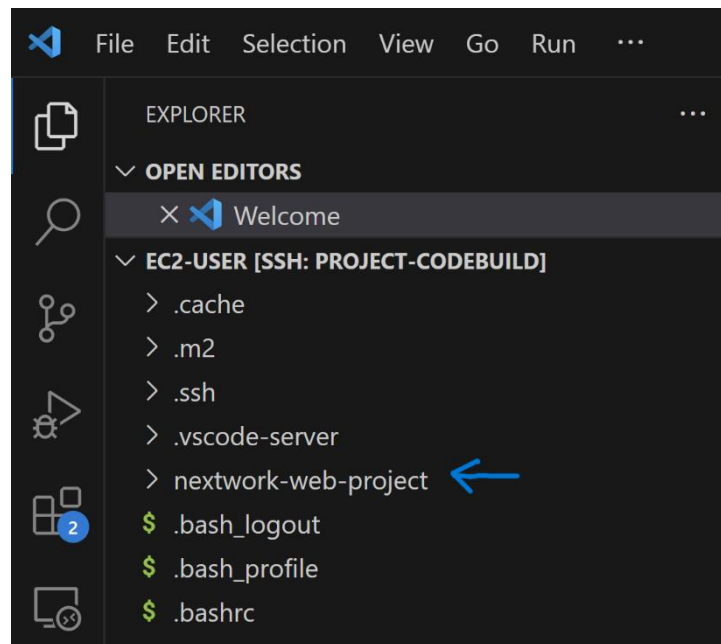 File Edit Selection View Go Run ...
EXPLORER ...
OPEN EDITORS
Welcome
EC2-USER [SSH: PROJECT-CODEBUILD]
.cache
.m2
.ssh
.vscode-server
nextwork-web-project
2
$ .bash_logout
$ .bash_profile
$ .bashrc